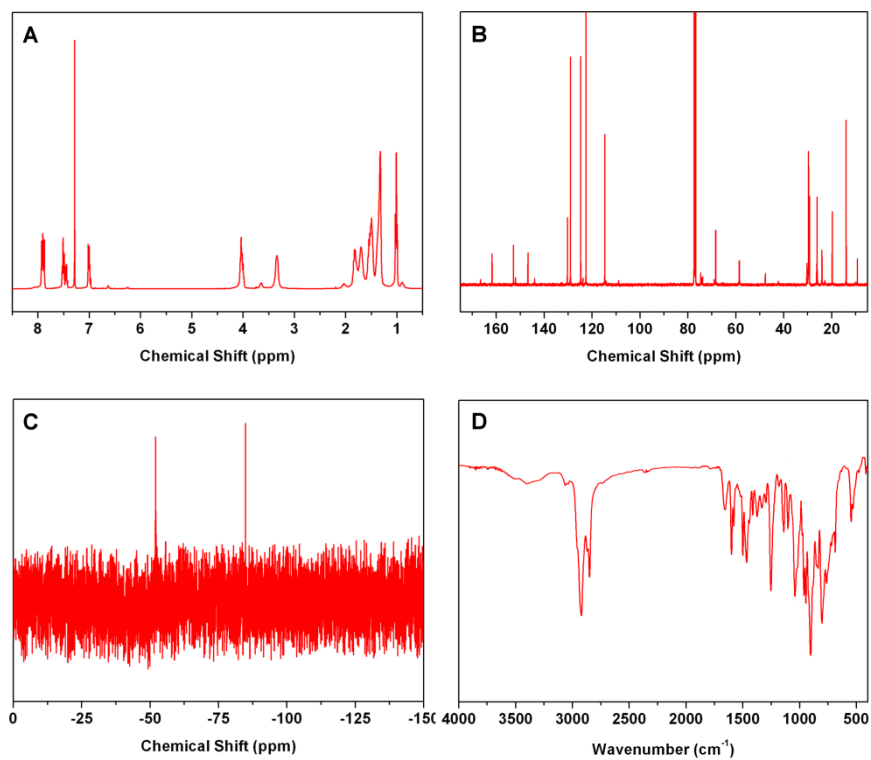 A
8 7 6 5 4 3 2 1
Chemical Shift (ppm)
B
160 140 120 100 80 60 40 20
Chemical Shift (ppm)
C
0 -25 -50 -75 -100 -125 -150
Chemical Shift (ppm)
D
4000 3500 3000 2500 2000 1500 1000 500
Wavenumber (cm⁻¹)